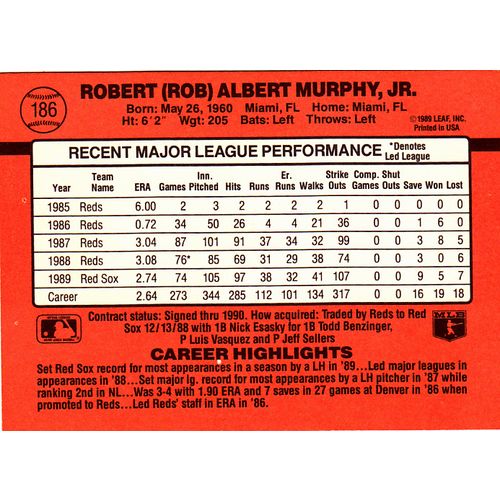 186
ROBERT (ROB) ALBERT MURPHY, JR.
Born: May 26, 1960 Miami, FL Home: Miami, FL
Ht: 6'2" Wgt: 205 Bats: Left Throws: Left
©1989 LEAF, INC.
Printed in USA
RECENT MAJOR LEAGUE PERFORMANCE *Denotes Led League
Year Team Name ERA Games Inn. Pitched Hits Runs Er. Runs Walks Strike Outs Comp. Games Shut Outs Save Won Lost
1985 Reds 6.00 2 3 2 2 2 2 1 0 0 0 0 0
1986 Reds 0.72 34 50 26 4 4 21 36 0 0 1 6 0
1987 Reds 3.04 87 101 91 37 34 32 99 0 0 3 8 5
1988 Reds 3.08 76* 85 69 31 29 38 74 0 0 3 0 6
1989 Red Sox 2.74 74 105 97 38 32 41 107 0 0 9 5 7
Career 2.64 273 344 285 112 101 134 317 0 0 16 19 18
Contract status: Signed thru 1990. How acquired: Traded by Reds to Red
Sox 12/13/88 with 1B Nick Esasky for 1B Todd Benzinger,
P Luis Vasquez and P Jeff Sellers
MLB
CAREER HIGHLIGHTS
Set Red Sox record for most appearances in a season by a LH in '89...Led major leagues in
appearances in '88...Set major lg. record for most appearances by a LH pitcher in '87 while
ranking 2nd in NL...Was 3-4 with 1.90 ERA and 7 saves in 27 games at Denver in '86 when
promoted to Reds...Led Reds' staff in ERA in '86.